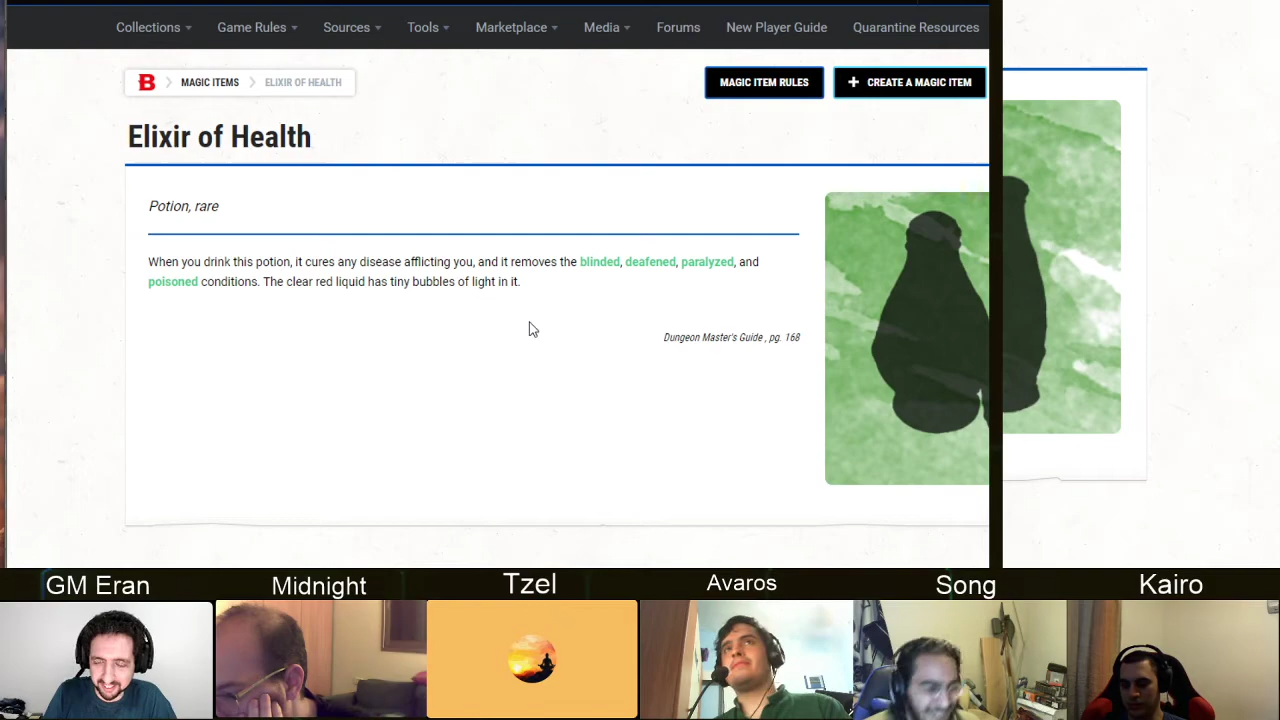 Collections Game Rules Sources Tools Marketplace Media Forums New Player Guide Quarantine Resources
B MAGIC ITEMS ELIXIR OF HEALTH MAGIC ITEM RULES + CREATE A MAGIC ITEM
Elixir of Health
Potion, rare
When you drink this potion, it cures any disease afflicting you, and it removes the blinded, deafened, paralyzed, and
poisoned conditions. The clear red liquid has tiny bubbles of light in it.
Dungeon Master's Guide , pg. 168
GM Eran Midnight Tzel Avaros Song Kairo